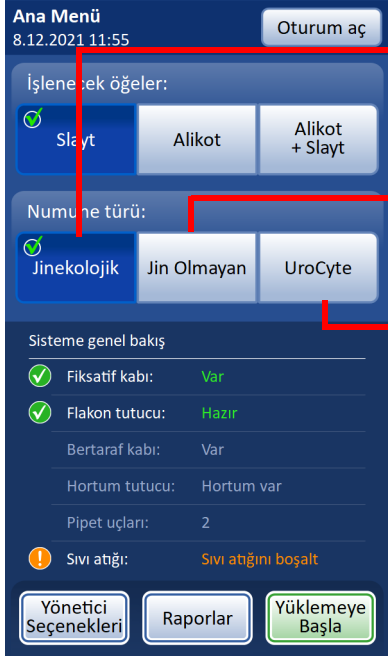 Ana Menü
8.12.2021 11:55
Oturum aç
İşlenecek öğeler:
Slayt
Alikot
Alikot
+ Slayt
Numune türü:
Jinekolojik
Jin Olmayan
UroCyte
Sisteme genel bakış
Fiksatif kabı: Var
Flakon tutucu: Hazır
Bertaraf kabı: Var
Hortum tutucu: Hortum var
Pipet uçları: 2
Sıvı atığı: Sıvı atığını boşalt
Yönetici
Seçenekleri
Raporlar
Yüklemeye
Başla